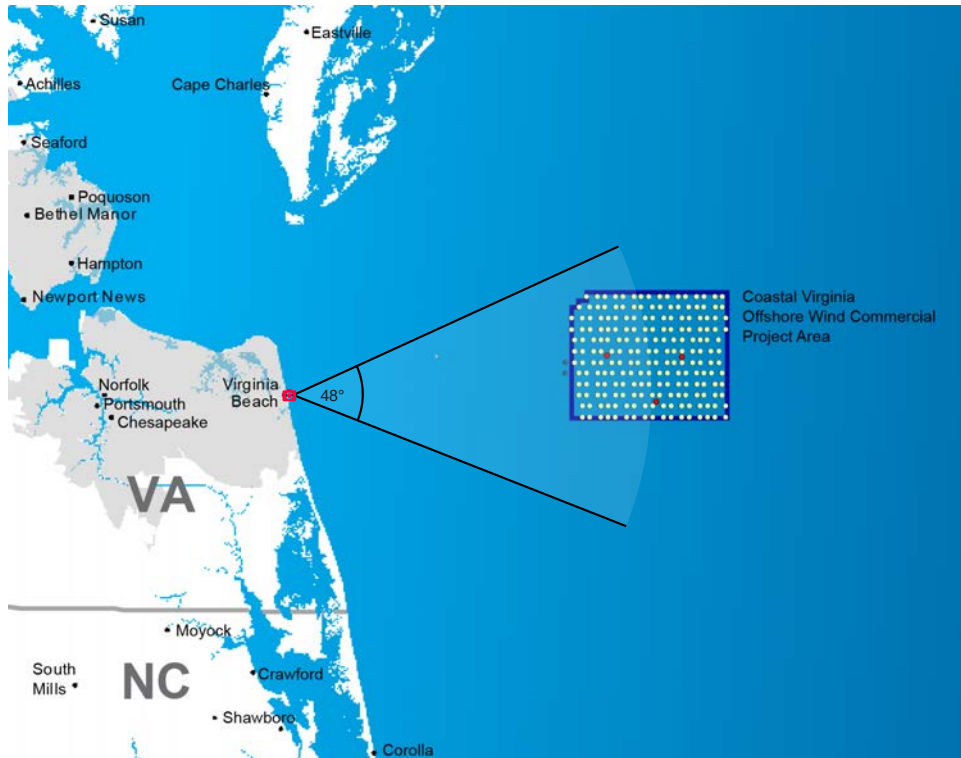 Susan
Eastville
Achilles
Cape Charles
Seaford
Poquoson
Bethel Manor
Hampton
Newport News
Coastal Virginia
Offshore Wind Commercial
Project Area
Virginia
Beach
48°
Norfolk
Portsmouth
Chesapeake
VA
Moyock
South
Mills
NC
Crawford
Shawboro
Corolla